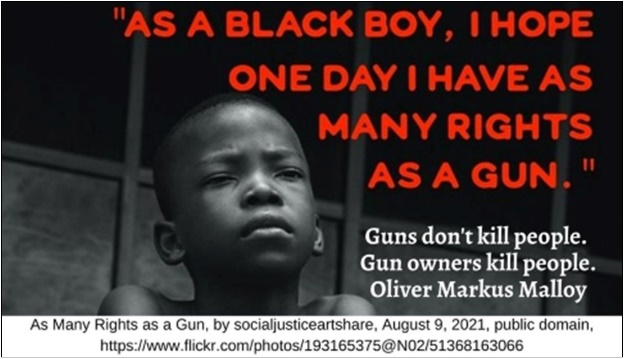 "AS A BLACK BOY, I HOPE
ONE DAY I HAVE AS
MANY RIGHTS
AS A GUN."
Guns don't kill people.
Gun owners kill people.
Oliver Markus Malloy
As Many Rights as a Gun, by socialjusticeartshare, August 9, 2021, public domain,
https://www.flickr.com/photos/193165375@N02/51368163066